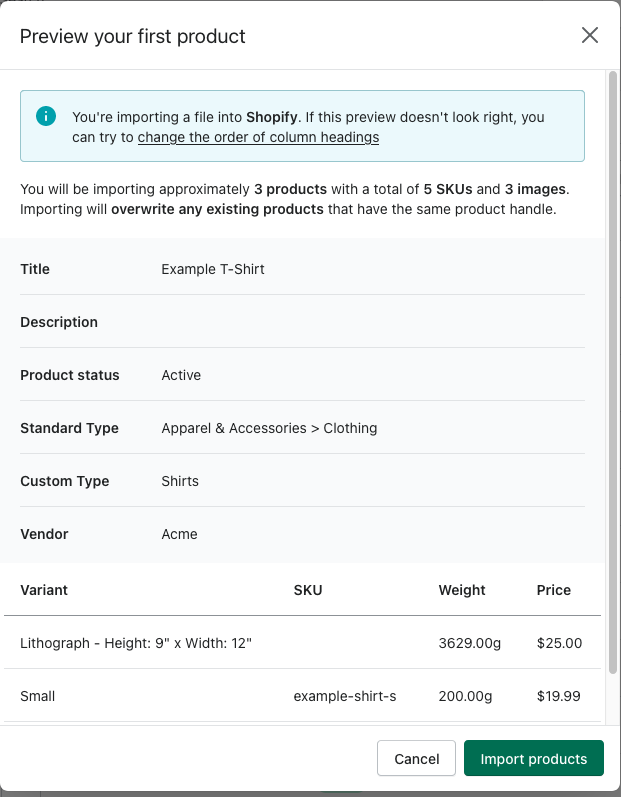 Preview your first product
You're importing a file into Shopify. If this preview doesn't look right, you
can try to change the order of column headings
You will be importing approximately 3 products with a total of 5 SKUs and 3 images.
Importing will overwrite any existing products that have the same product handle.
Title Example T-Shirt
Description
Product status Active
Standard Type Apparel & Accessories > Clothing
Custom Type Shirts
Vendor Acme
Variant SKU Weight Price
Lithograph - Height: 9" x Width: 12" 3629.00g $25.00
Small example-shirt-s 200.00g $19.99
Cancel Import products